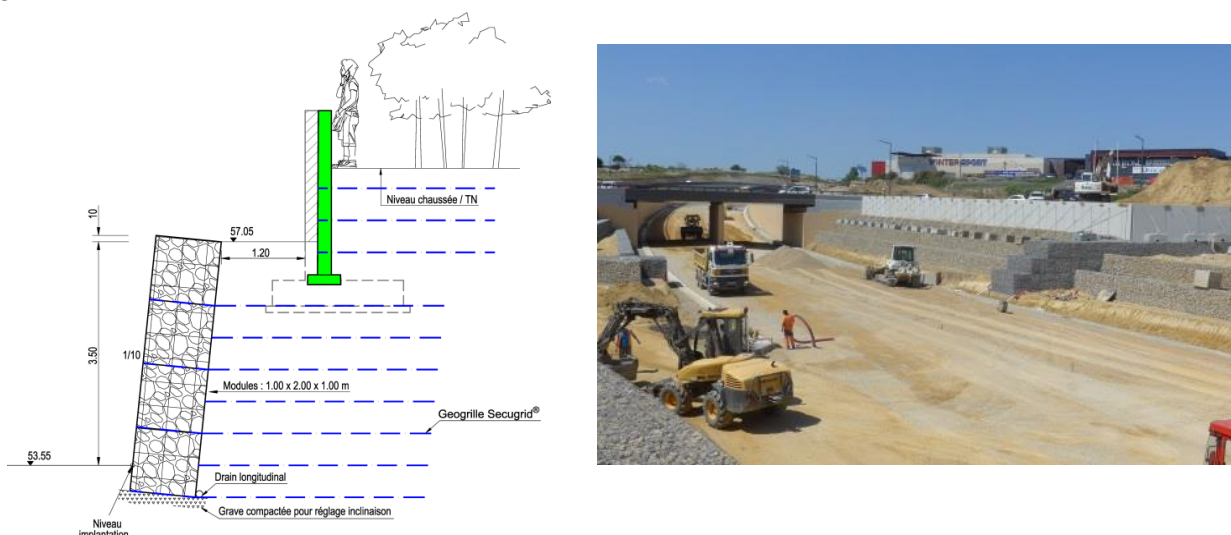 Niveau chaussée / TN
10
57.05
1.20
3.50
1/10
Modules : 1.00 x 2.00 x 1.00 m
Geogrille Secugrid®
53.55
Drain longitudinal
Grave compactée pour réglage inclinaison
Niveau
implantation